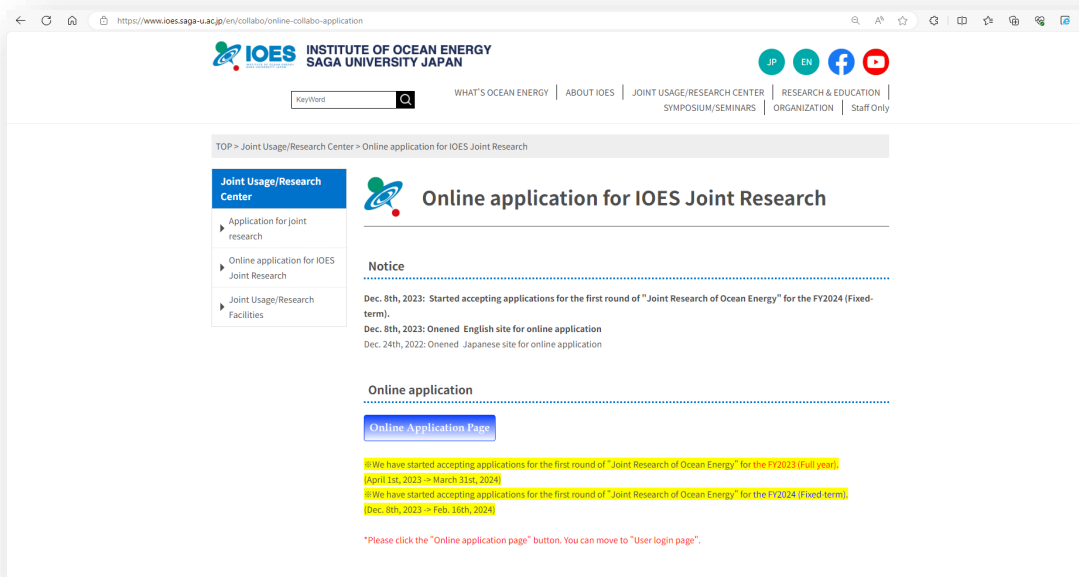 https://www.ioes.saga-u.ac.jp/en/collabo/online-collabo-application
IOES
INSTITUTE OF OCEAN ENERGY
SAGA UNIVERSITY JAPAN
JP
EN
KeyWord
WHAT'S OCEAN ENERGY
ABOUT IOES
JOINT USAGE/RESEARCH CENTER
RESEARCH & EDUCATION
SYMPOSIUM/SEMINARS
ORGANIZATION
Staff Only
TOP > Joint Usage/Research Center > Online application for IOES Joint Research
Joint Usage/Research
Center
Application for joint
research
Online application for IOES
Joint Research
Joint Usage/Research
Facilities
Online application for IOES Joint Research
Notice
Dec. 8th, 2023: Started accepting applications for the first round of "Joint Research of Ocean Energy" for the FY2024 (Fixed-
term).
Dec. 8th, 2023: Onened English site for online application
Dec. 24th, 2022: Onened Japanese site for online application
Online application
Online Application Page
※We have started accepting applications for the first round of "Joint Research of Ocean Energy" for the FY2023 (Full year).
(April 1st, 2023 -> March 31st, 2024)
※We have started accepting applications for the first round of "Joint Research of Ocean Energy" for the FY2024 (Fixed-term).
(Dec. 8th, 2023 -> Feb. 16th, 2024)
*Please click the "Online application page" button. You can move to "User login page".